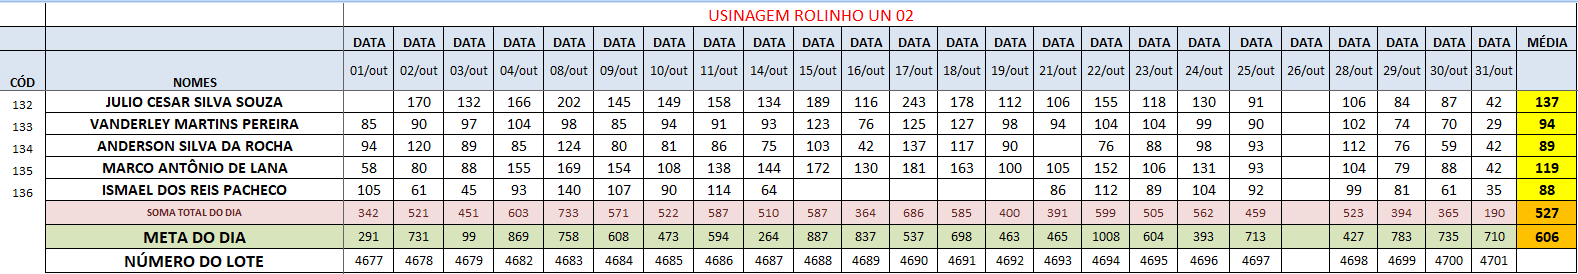 USINAGEM ROLINHO UN 02
DATA DATA DATA DATA DATA DATA DATA DATA DATA DATA DATA DATA DATA DATA DATA DATA DATA DATA DATA DATA DATA DATA DATA DATA MÉDIA
CÓD NOMES 01/out 02/out 03/out 04/out 08/out 09/out 10/out 11/out 14/out 15/out 16/out 17/out 18/out 19/out 21/out 22/out 23/out 24/out 25/out 26/out 28/out 29/out 30/out 31/out
132 JULIO CESAR SILVA SOUZA 170 132 166 202 145 149 158 134 189 116 243 178 112 106 155 118 130 91 106 84 87 42 137
133 VANDERLEY MARTINS PEREIRA 85 90 97 104 98 85 94 91 93 123 76 125 127 98 94 104 104 99 90 102 74 70 29 94
134 ANDERSON SILVA DA ROCHA 94 120 89 85 124 80 81 86 75 103 42 137 117 90 76 88 98 93 112 76 59 42 89
135 MARCO ANTÔNIO DE LANA 58 80 88 155 169 154 108 138 144 172 130 181 163 100 105 152 106 131 93 104 79 88 42 119
136 ISMAEL DOS REIS PACHECO 105 61 45 93 140 107 90 114 64 86 112 89 104 92 99 81 61 35 88
SOMA TOTAL DO DIA 342 521 451 603 733 571 522 587 510 587 364 686 585 400 391 599 505 562 459 523 394 365 190 527
META DO DIA 291 731 99 869 758 608 473 594 264 887 837 537 698 463 465 1008 604 393 713 427 783 735 710 606
NÚMERO DO LOTE 4677 4678 4679 4682 4683 4684 4685 4686 4687 4688 4689 4690 4691 4692 4693 4694 4695 4696 4697 4698 4699 4700 4701